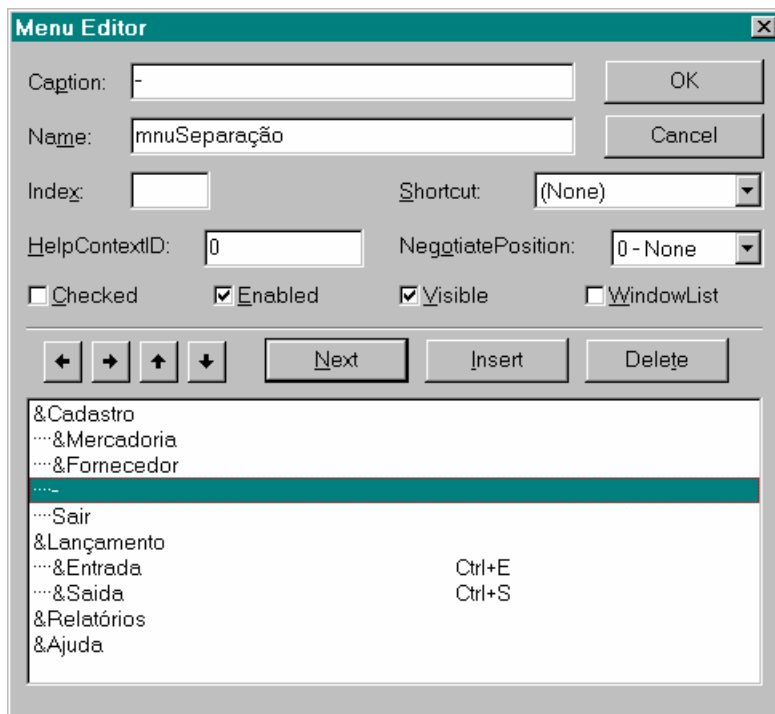 Menu Editor
Caption: - OK
Name: mnuSeparação Cancel
Index: Shortcut: (None)
HelpContextID: 0 NegotiatePosition: 0 - None
Checked Enabled Visible WindowList
Next Insert Delete
&Cadastro
····&Mercadoria
····&Fornecedor
····-
····Sair
&Lançamento
····&Entrada Ctrl+E
····&Saida Ctrl+S
&Relatórios
&Ajuda